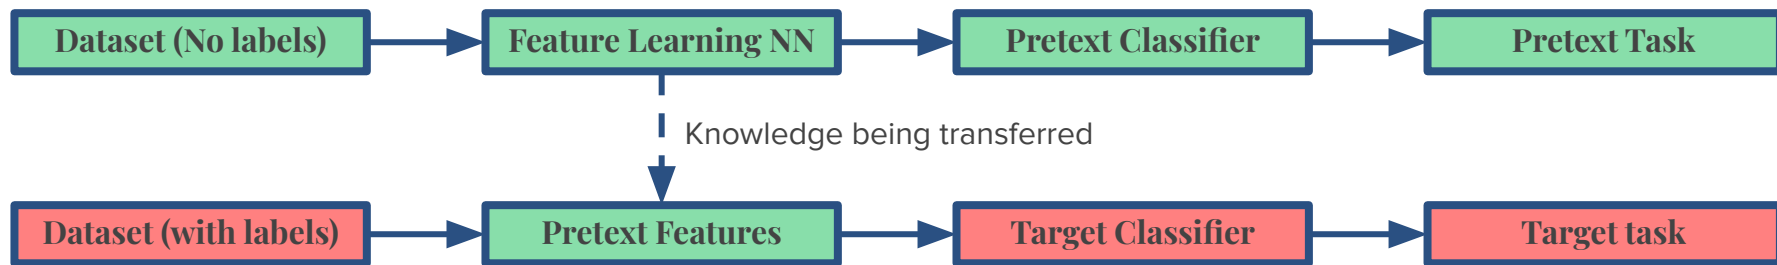 Dataset (No labels)
Feature Learning NN
Pretext Classifier
Pretext Task
Knowledge being transferred
Dataset (with labels)
Pretext Features
Target Classifier
Target task